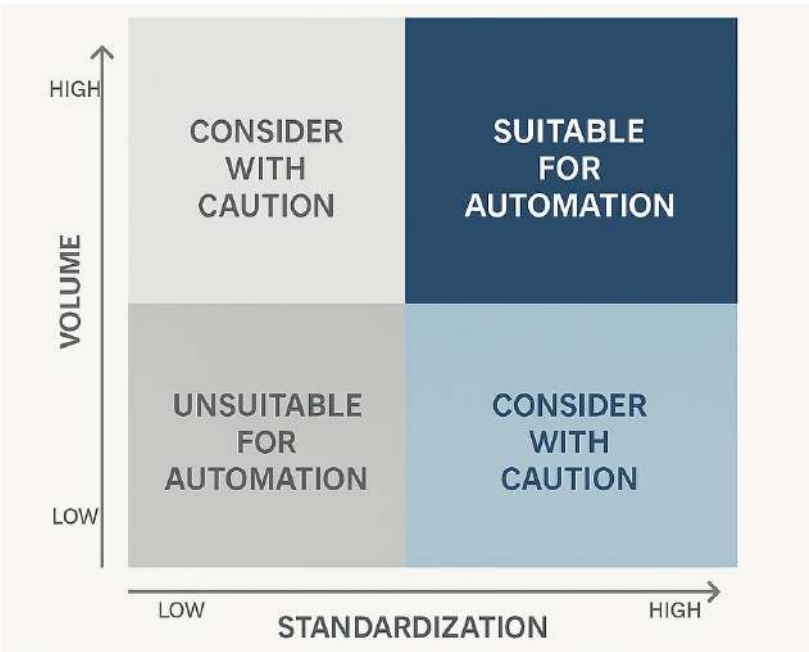 HIGH
CONSIDER
WITH
CAUTION
SUITABLE
FOR
AUTOMATION
VOLUME
UNSUITABLE
FOR
AUTOMATION
CONSIDER
WITH
CAUTION
LOW
LOW
HIGH
STANDARDIZATION